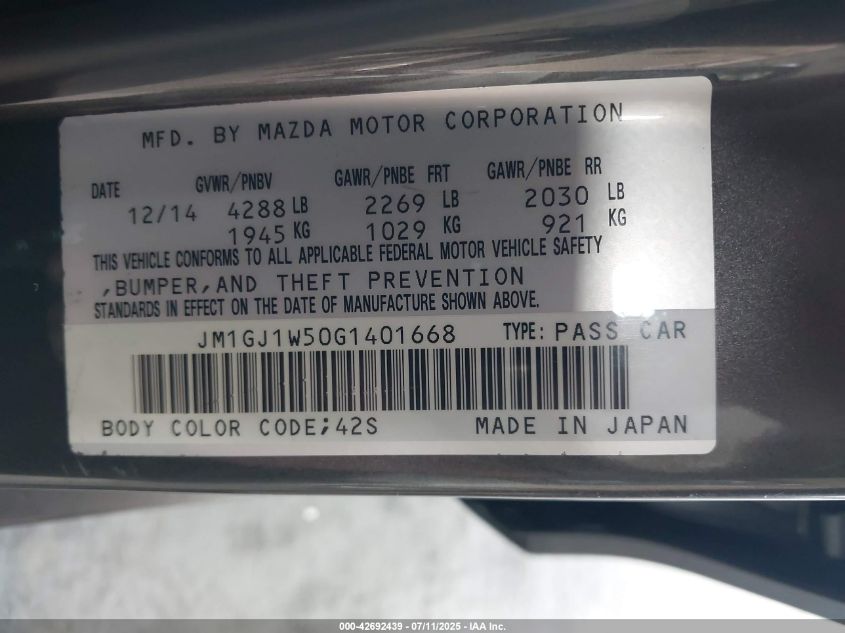 MFD. BY MAZDA MOTOR CORPORATION
DATE GVWR/PNBV GAWR/PNBE FRT GAWR/PNBE RR
12/14 4288 LB 2269 LB 2030 LB
1945 KG 1029 KG 921 KG
THIS VEHICLE CONFORMS TO ALL APPLICABLE FEDERAL MOTOR VEHICLE SAFETY
,BUMPER,AND THEFT PREVENTION
STANDARDS IN EFFECT ON THE DATE OF MANUFACTURE SHOWN ABOVE.
JM1GJ1W50G1401668 TYPE: PASS CAR
BODY COLOR CODE;42S MADE IN JAPAN
000-42692439 - 07/11/2025 - IAA Inc.